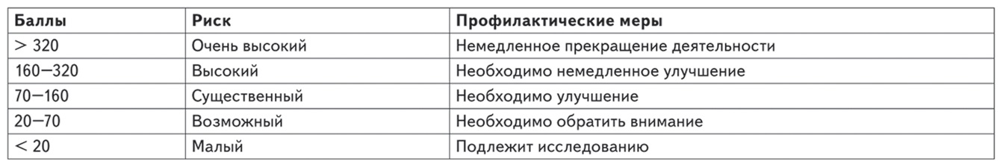 Баллы Риск Профилактические меры
> 320 Очень высокий Немедленное прекращение деятельности
160—320 Высокий Необходимо немедленное улучшение
70—160 Существенный Необходимо улучшение
20—70 Возможный Необходимо обратить внимание
< 20 Малый Подлежит исследованию